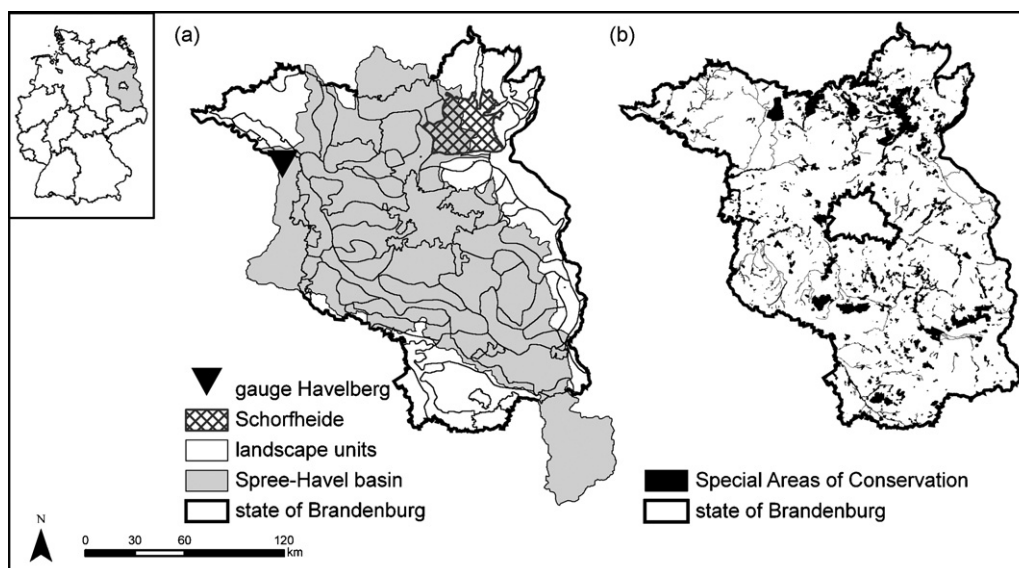 (a)
(b)
gauge Havelberg
Schorfheide
landscape units
Spree-Havel basin
state of Brandenburg
Special Areas of Conservation
state of Brandenburg
N
0 30 60 120
km